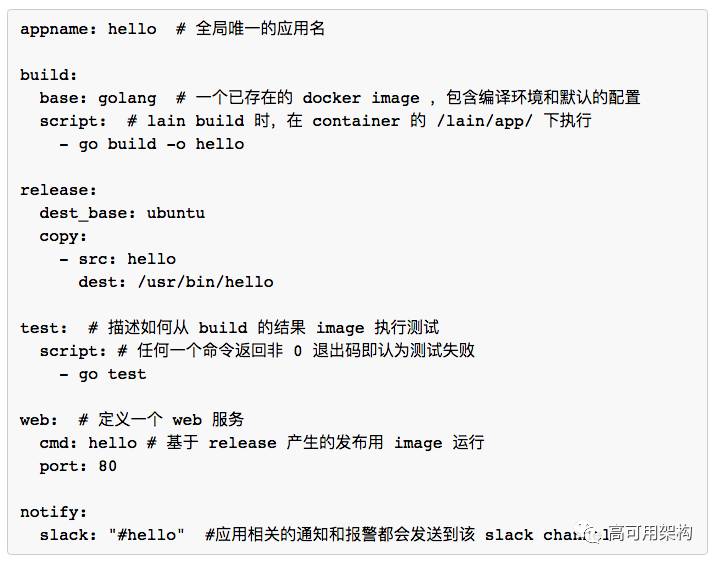 appname: hello  # 全局唯一的应用名
build:
  base: golang  # 一个已存在的 docker image ，包含编译环境和默认的配置
  script:  # lain build 时，在 container 的 /lain/app/ 下执行
    - go build -o hello
release:
  dest_base: ubuntu
  copy:
    - src: hello
      dest: /usr/bin/hello
test:  # 描述如何从 build 的结果 image 执行测试
  script: # 任何一个命令返回非 0 退出码即认为测试失败
    - go test
web:  # 定义一个 web 服务
  cmd: hello # 基于 release 产生的发布用 image 运行
  port: 80
notify:
  slack: "#hello"  #应用相关的通知和报警都会发送到该 slack channel
高可用架构